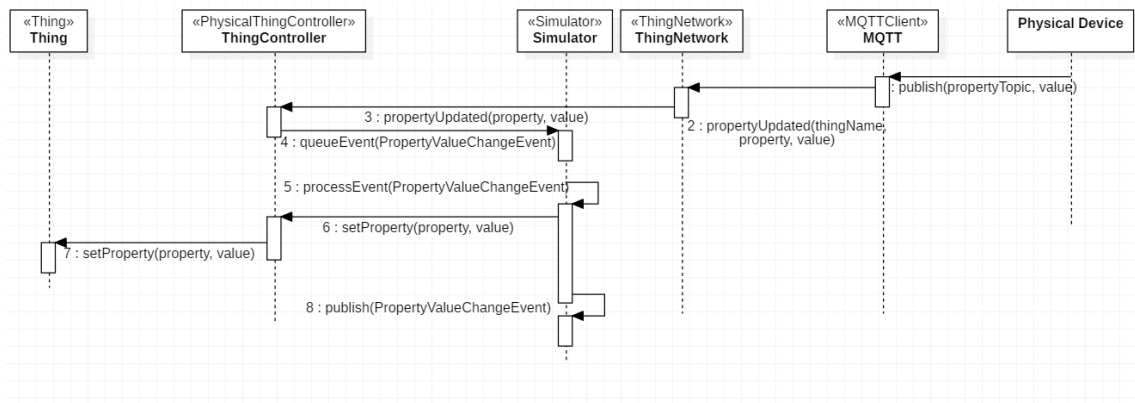 «Thing»
Thing
«PhysicalThingController»
ThingController
«Simulator»
Simulator
«ThingNetwork»
ThingNetwork
«MQTTClient»
MQTT
Physical Device
: publish(propertyTopic, value)
3 : propertyUpdated(property, value)
2 : propertyUpdated(thingName,
property, value)
4 : queueEvent(PropertyValueChangeEvent)
5 : processEvent(PropertyValueChangeEvent)
6 : setProperty(property, value)
7 : setProperty(property, value)
8 : publish(PropertyValueChangeEvent)